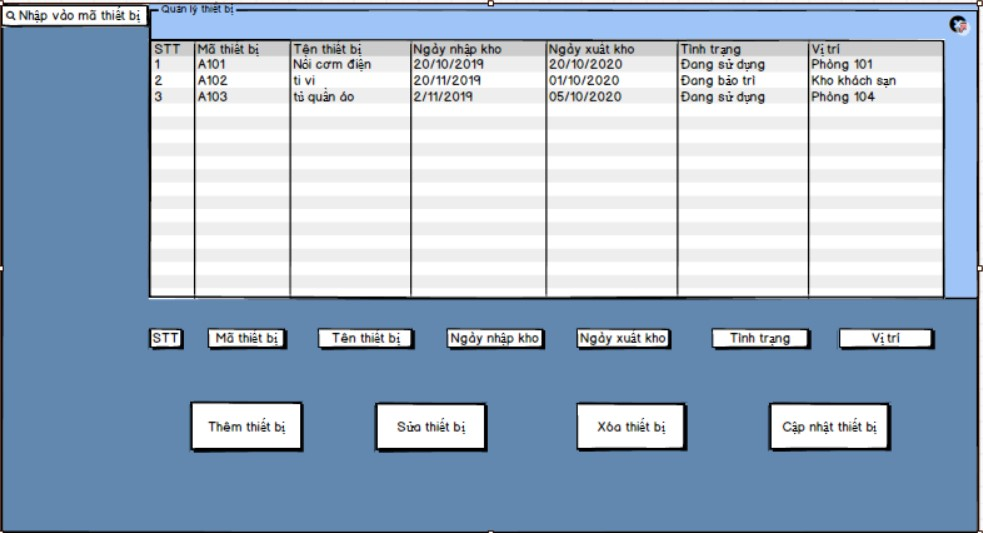 Nhập vào mã thiết bị
Quản lý thiết bị
STT Mã thiết bị Tên thiết bị Ngày nhập kho Ngày xuất kho Tình trạng Vị trí
1 A101 Nồi cơm điện 20/10/2019 20/10/2020 Đang sử dụng Phòng 101
2 A102 ti vi 20/11/2019 01/10/2020 Đang bảo trì Kho khách sạn
3 A103 tủ quần áo 2/11/2019 05/10/2020 Đang sử dụng Phòng 104
STT Mã thiết bị Tên thiết bị Ngày nhập kho Ngày xuất kho Tình trạng Vị trí
Thêm thiết bị Sửa thiết bị Xóa thiết bị Cập nhật thiết bị